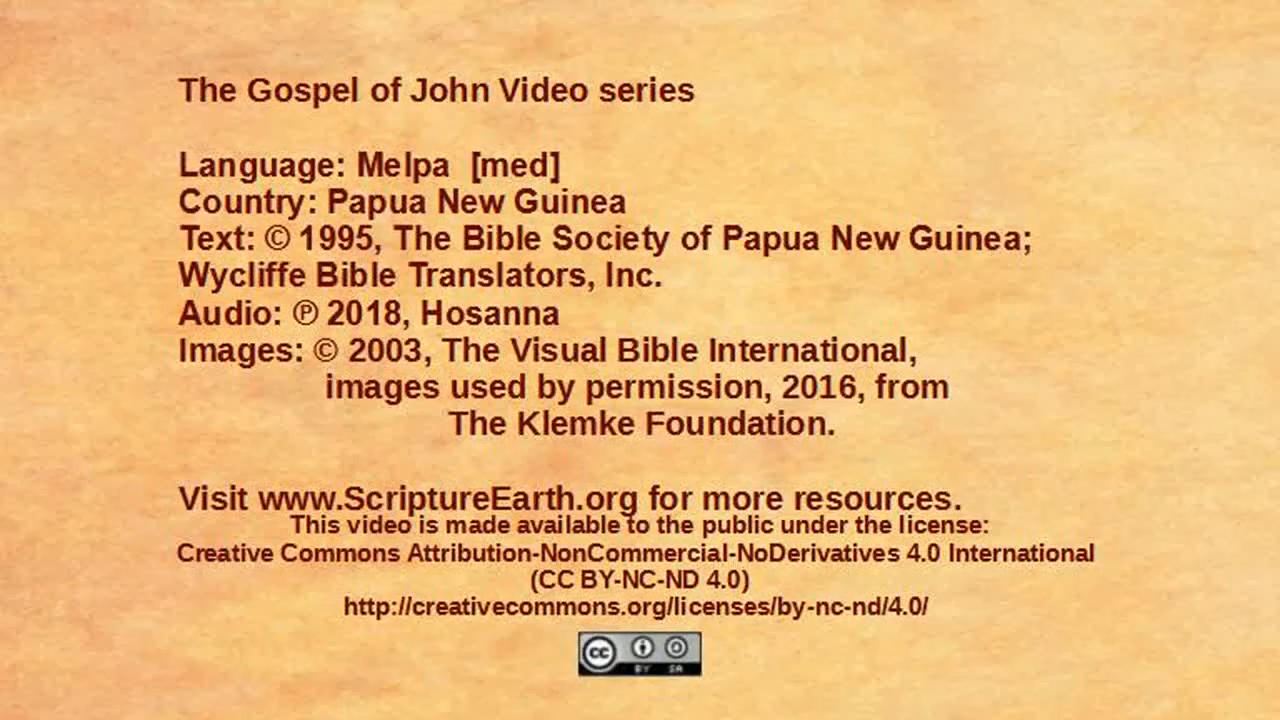 The Gospel of John Video series
Language: Melpa [med]
Country: Papua New Guinea
Text: © 1995, The Bible Society of Papua New Guinea;
Wycliffe Bible Translators, Inc.
Audio: ℗ 2018, Hosanna
Images: © 2003, The Visual Bible International,
images used by permission, 2016, from
The Klemke Foundation.
Visit www.ScriptureEarth.org for more resources.
This video is made available to the public under the license:
Creative Commons Attribution-NonCommercial-NoDerivatives 4.0 International
(CC BY-NC-ND 4.0)
http://creativecommons.org/licenses/by-nc-nd/4.0/
cc BY SA